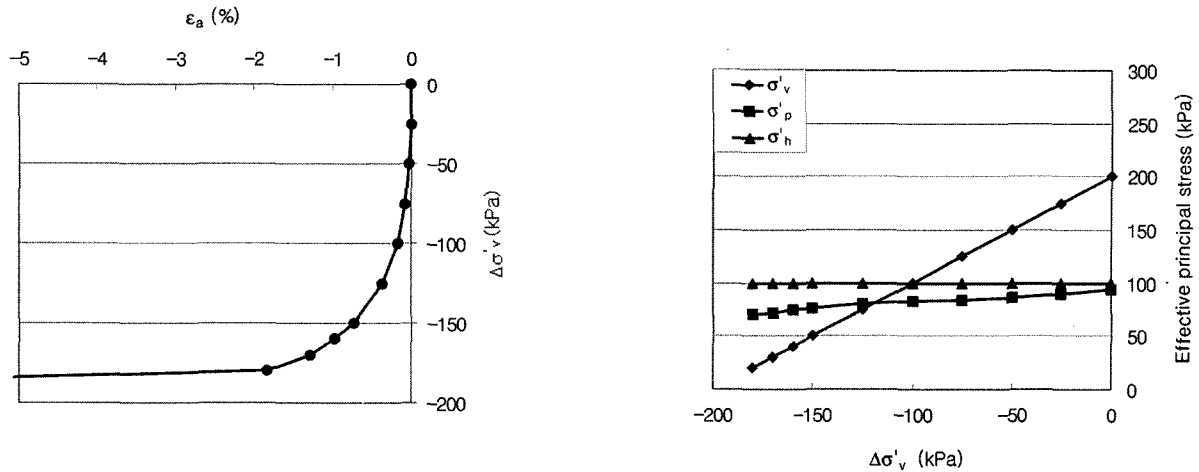 εa (%)
-5 -4 -3 -2 -1 0
0
-50
-100
-150
-200
Δσ'v (kPa)
σ'v
σ'p
σ'h
300
250
200
150
100
50
0
Effective principal stress (kPa)
-200 -150 -100 -50 0
Δσ'v (kPa)